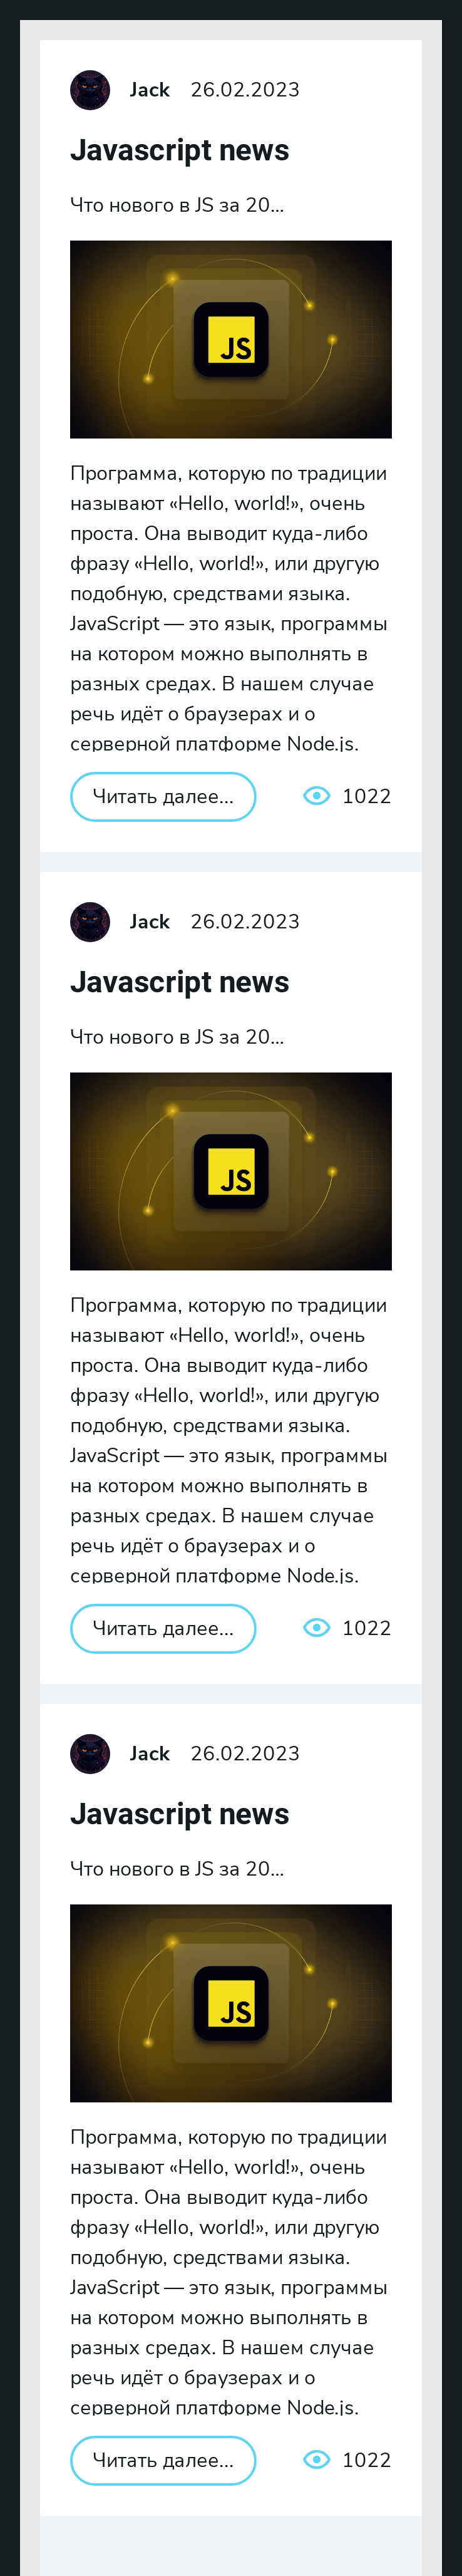 Jack 26.02.2023
Javascript news
Что нового в JS за 20...
JS
Программа, которую по традиции
называют «Hello, world!», очень
проста. Она выводит куда-либо
фразу «Hello, world!», или другую
подобную, средствами языка.
JavaScript — это язык, программы
на котором можно выполнять в
разных средах. В нашем случае
речь идёт о браузерах и о
серверной платформе Node.js.
Читать далее... 1022
Jack 26.02.2023
Javascript news
Что нового в JS за 20...
JS
Программа, которую по традиции
называют «Hello, world!», очень
проста. Она выводит куда-либо
фразу «Hello, world!», или другую
подобную, средствами языка.
JavaScript — это язык, программы
на котором можно выполнять в
разных средах. В нашем случае
речь идёт о браузерах и о
серверной платформе Node.js.
Читать далее... 1022
Jack 26.02.2023
Javascript news
Что нового в JS за 20...
JS
Программа, которую по традиции
называют «Hello, world!», очень
проста. Она выводит куда-либо
фразу «Hello, world!», или другую
подобную, средствами языка.
JavaScript — это язык, программы
на котором можно выполнять в
разных средах. В нашем случае
речь идёт о браузерах и о
серверной платформе Node.js.
Читать далее... 1022